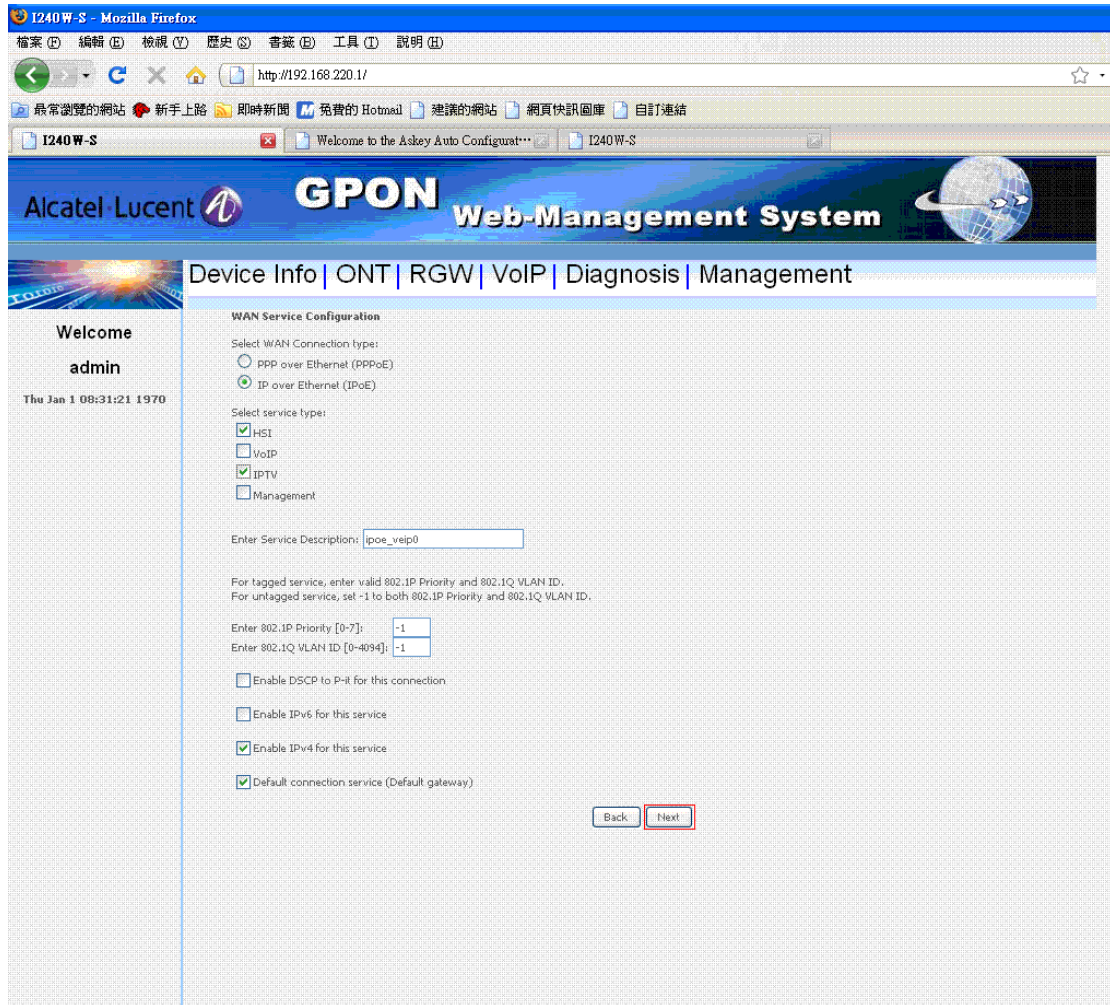 I240W-S - Mozilla Firefox
檔案(F) 編輯(E) 檢視(V) 歷史(S) 書籤(B) 工具(T) 說明(H)
http://192.168.220.1/
最常瀏覽的網站 新手上路 即時新聞 免費的 Hotmail 建議的網站 網頁快訊圖庫 自訂連結
I240W-S Welcome to the Askey Auto Configurat… I240W-S
Alcatel·Lucent GPON Web-Management System
Device Info| ONT| RGW| VoIP| Diagnosis| Management
Welcome
admin
Thu Jan 1 08:31:21 1970
WAN Service Configuration
Select WAN Connection type:
PPP over Ethernet (PPPoE)
IP over Ethernet (IPoE)
Select service type:
HSI
VoIP
IPTV
Management
Enter Service Description: ipoe_veip0
For tagged service, enter valid 802.1P Priority and 802.1Q VLAN ID.
For untagged service, set -1 to both 802.1P Priority and 802.1Q VLAN ID.
Enter 802.1P Priority [0-7]: -1
Enter 802.1Q VLAN ID [0-4094]: -1
Enable DSCP to P-it for this connection
Enable IPv6 for this service
Enable IPv4 for this service
Default connection service (Default gateway)
Back Next